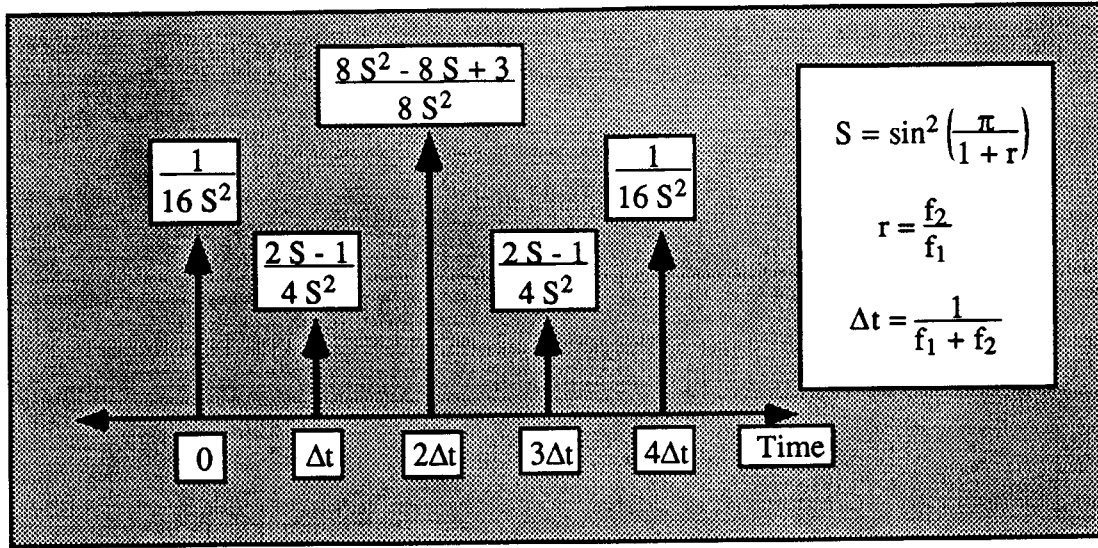 8 S² - 8 S + 3
8 S²
1
16 S²
1
16 S²
2 S - 1
4 S²
2 S - 1
4 S²
0
Δt
2Δt
3Δt
4Δt
Time
S = sin² (π / 1 + r)
r = f₂ / f₁
Δt = 1 / f₁ + f₂